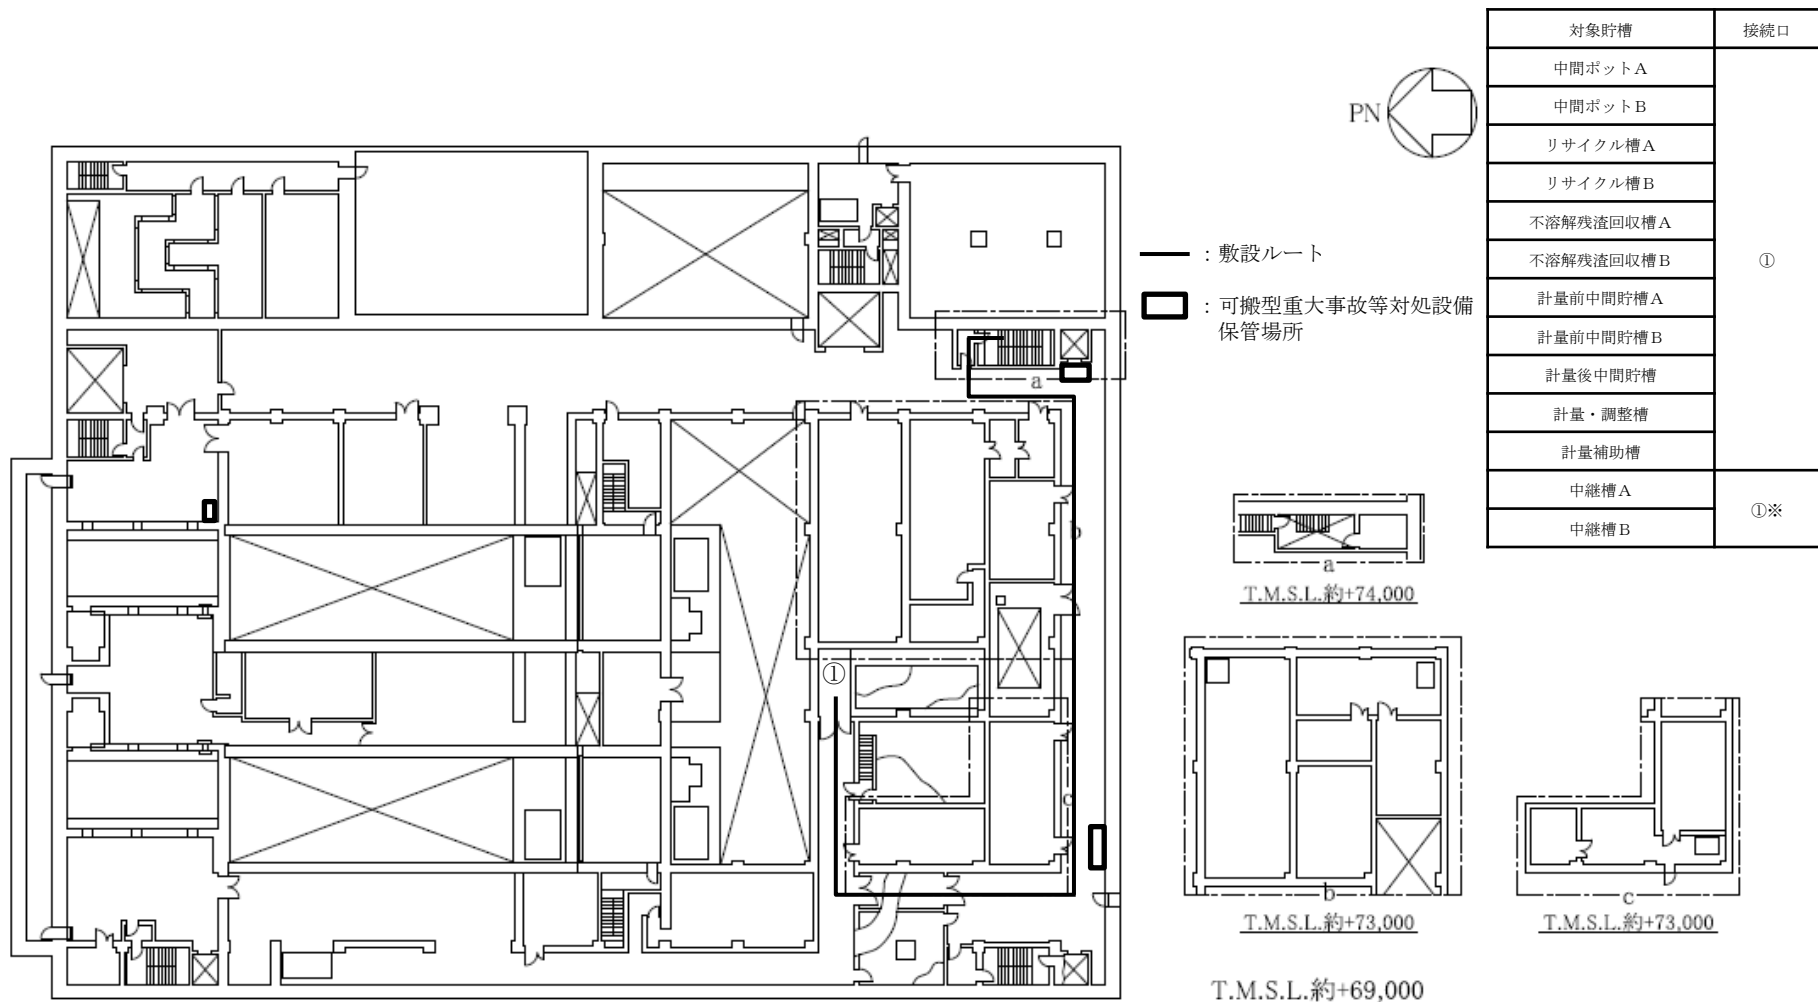 対象貯槽 接続口
中間ポットA
中間ポットB
リサイクル槽A
リサイクル槽B
不溶解残渣回収槽A
不溶解残渣回収槽B
①
計量前中間貯槽A
計量前中間貯槽B
計量後中間貯槽
計量・調整槽
計量補助槽
中継槽A
①※
中継槽B
PN
:敷設ルート
:可搬型重大事故等対処設備
保管場所
a
b
①
c
a
T.M.S.L.約+74,000
b
T.M.S.L.約+73,000
c
T.M.S.L.約+73,000
T.M.S.L.約+69,000